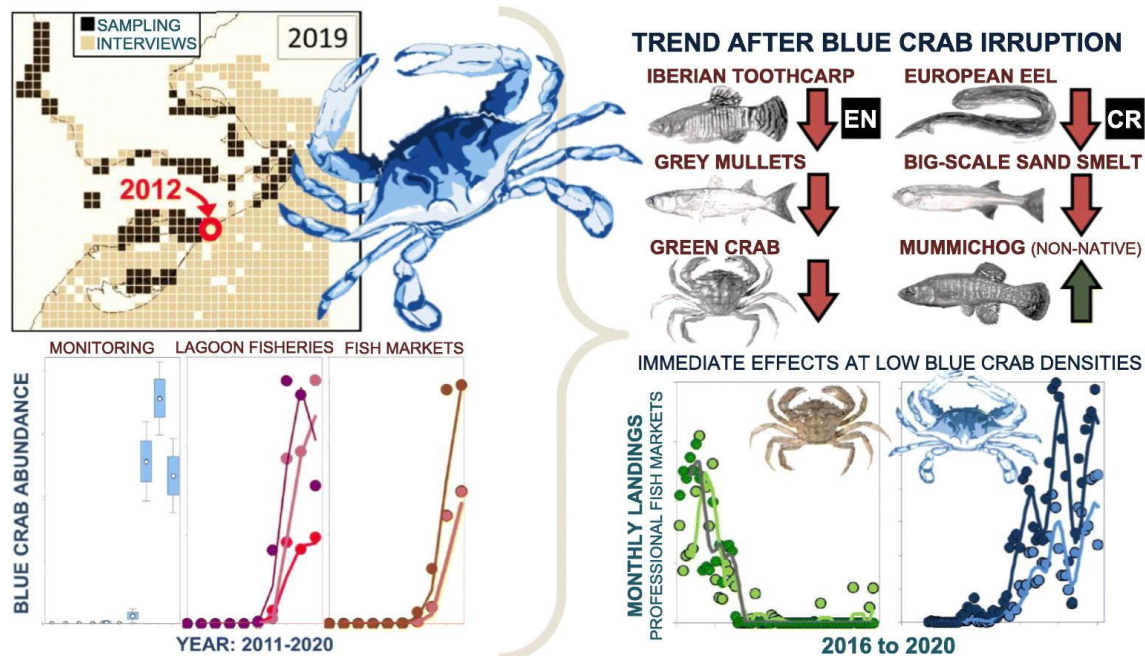 SAMPLING
INTERVIEWS
2019
2012
MONITORING
LAGOON FISHERIES
FISH MARKETS
BLUE CRAB ABUNDANCE
YEAR: 2011-2020
TREND AFTER BLUE CRAB IRRUPTION
IBERIAN TOOTHCARP
EN
EUROPEAN EEL
CR
GREY MULLETS
BIG-SCALE SAND SMELT
GREEN CRAB
MUMMICHOG (NON-NATIVE)
IMMEDIATE EFFECTS AT LOW BLUE CRAB DENSITIES
MONTHLY LANDINGS
PROFESSIONAL FISH MARKETS
2016 to 2020